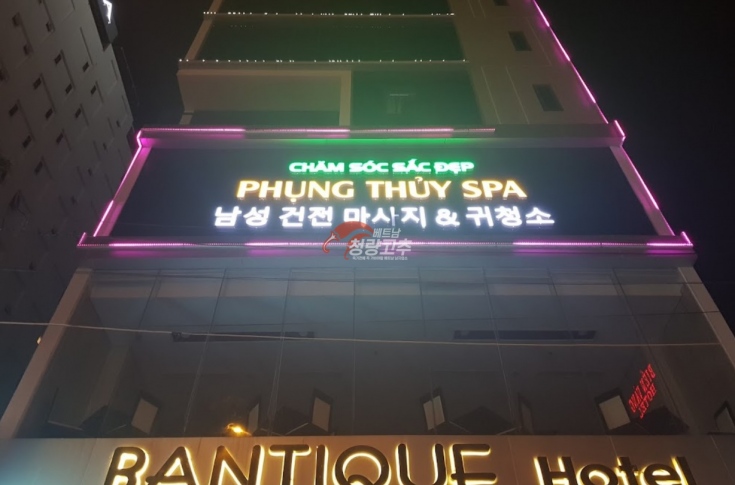 CHĂM SÓC SẮC ĐẸP
PHỤNG THỦY SPA
남성 건전 마사지 & 귀청소
베트남
청량고추
BANTIQUE Hotel